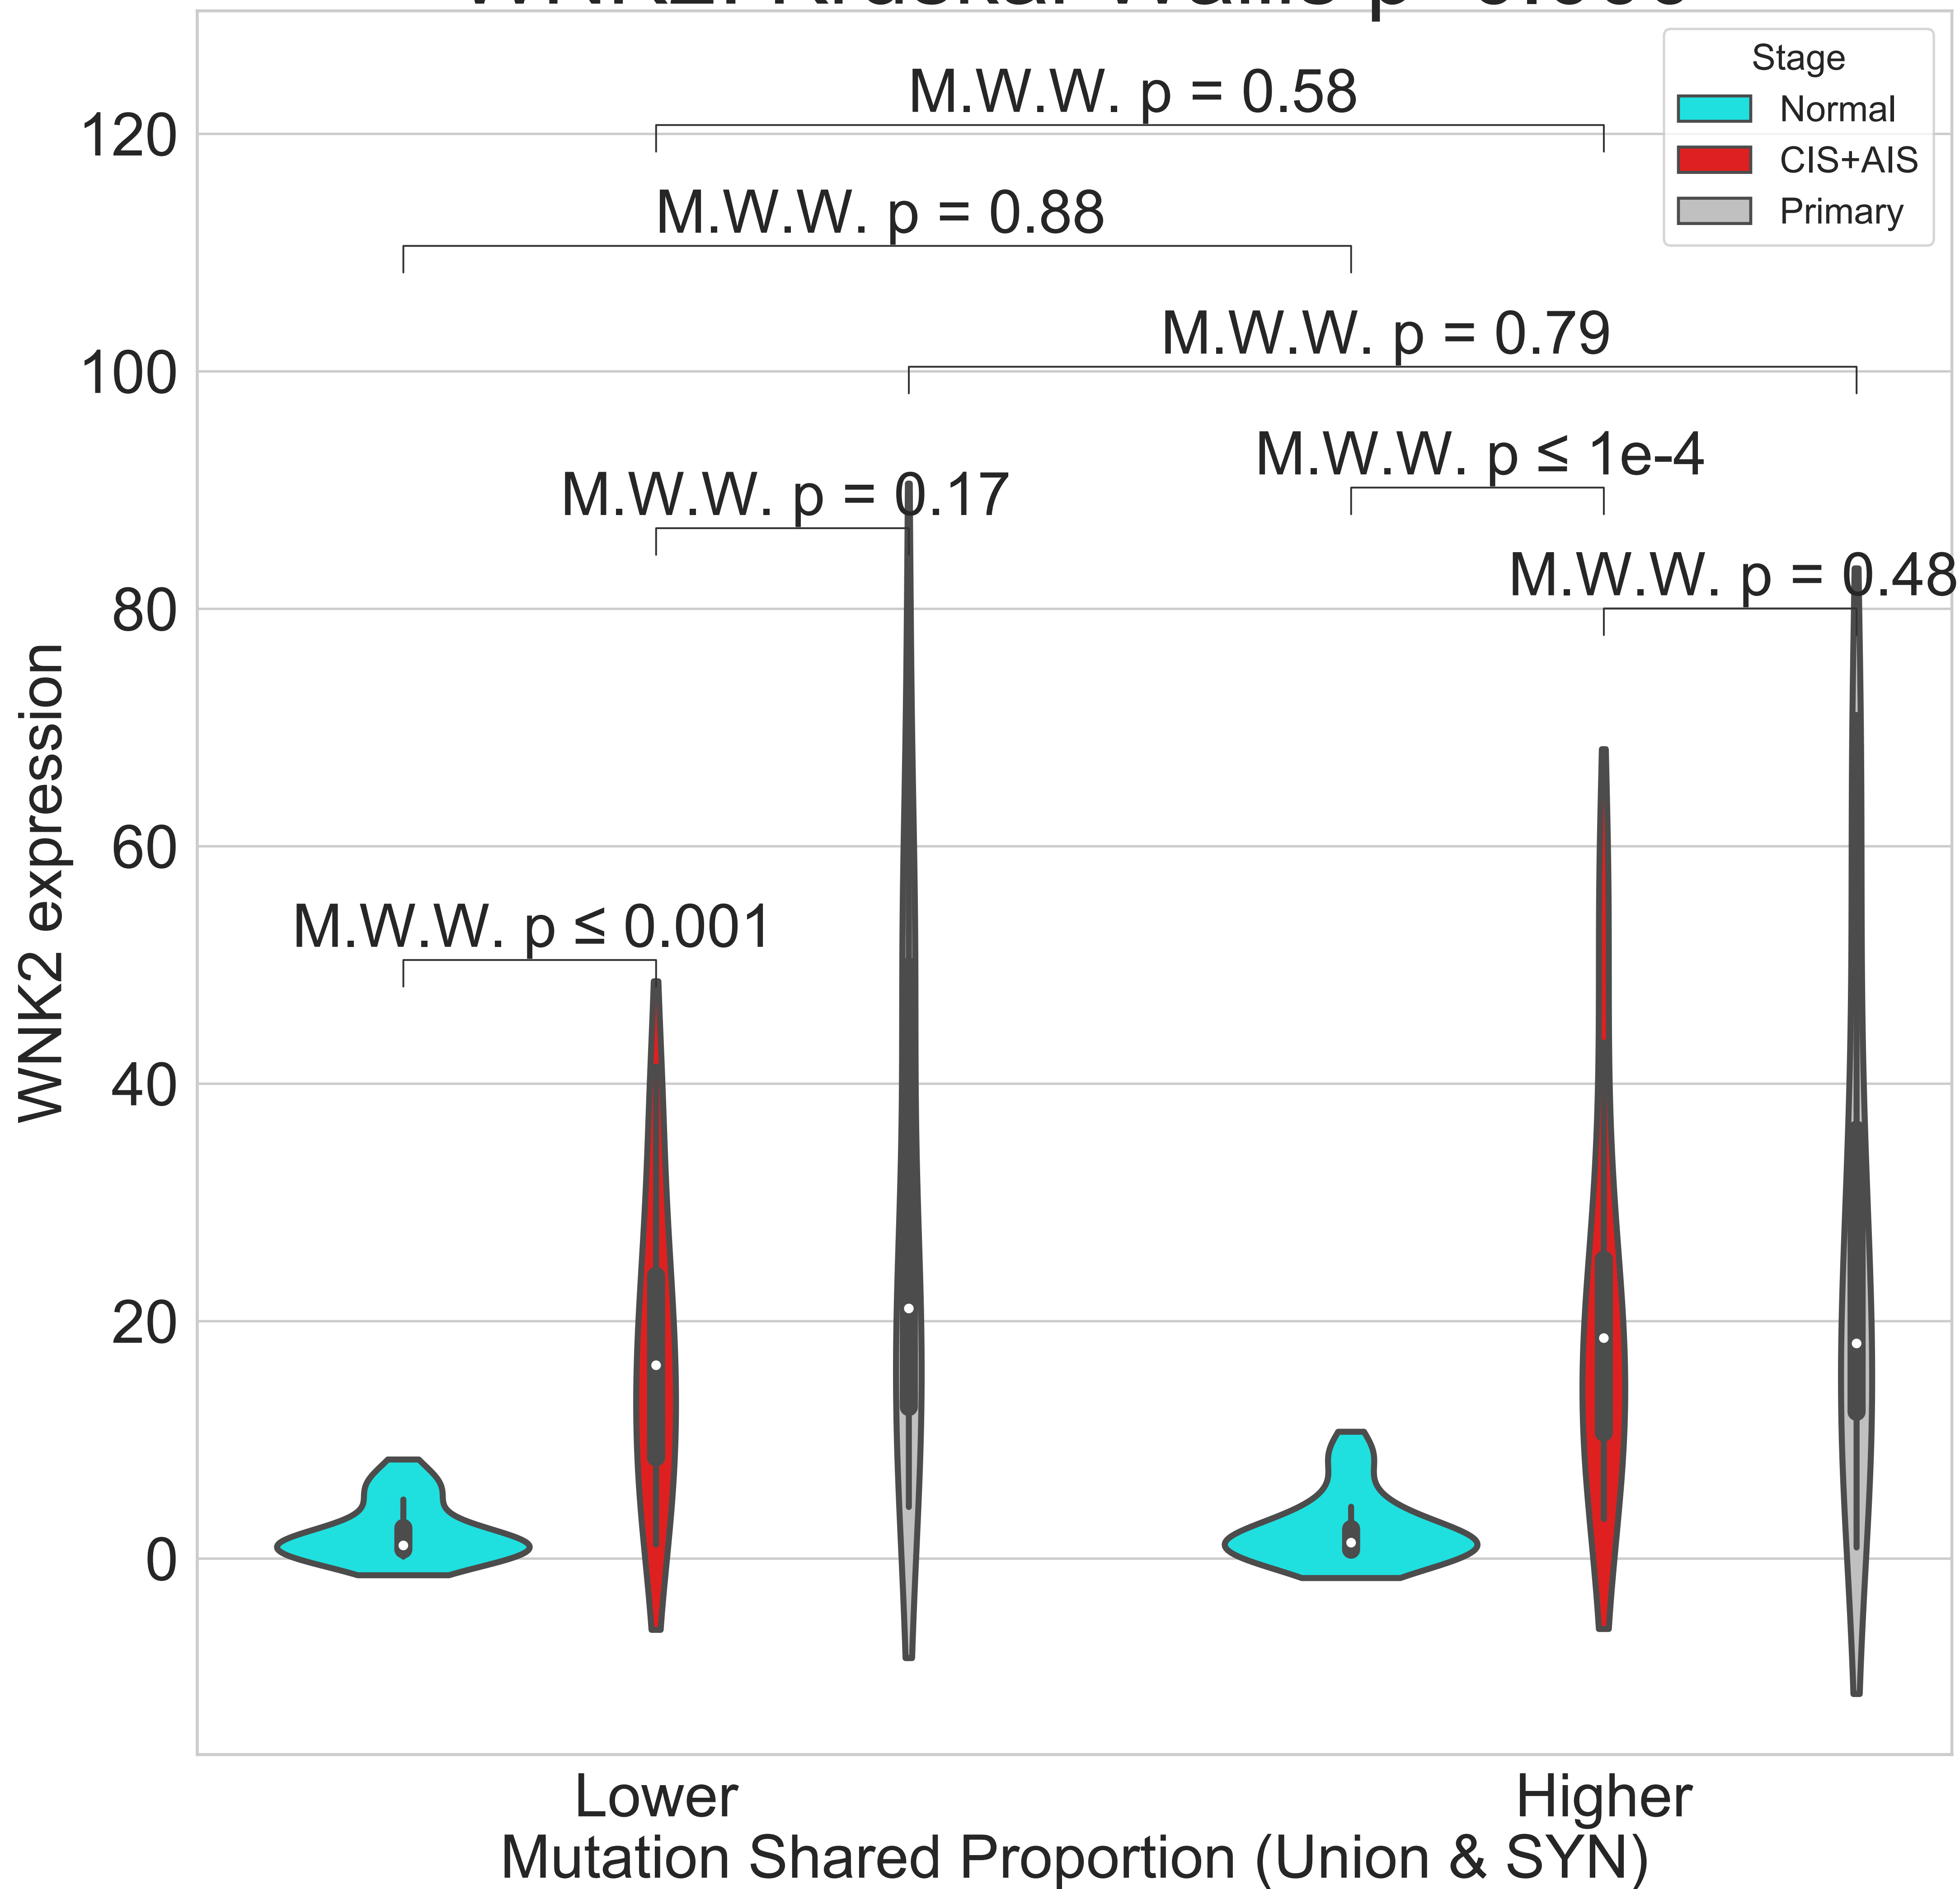 Stage
Normal
CIS+AIS
Primary
M.W.W. p = 0.58
M.W.W. p = 0.88
M.W.W. p = 0.79
M.W.W. p ≤ 1e-4
M.W.W. p = 0.17
M.W.W. p = 0.48
M.W.W. p ≤ 0.001
120
100
80
60
40
20
0
WNK2 expression
Lower
Higher
Mutation Shared Proportion (Union & SYN)